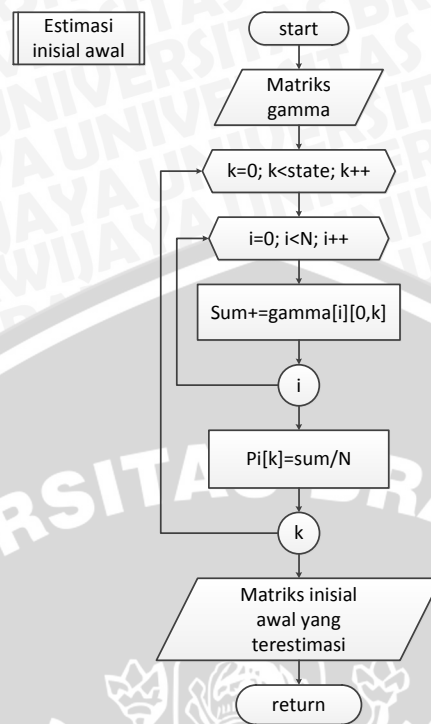 Estimasi
inisial awal
start
Matriks
gamma
k=0; k<state; k++
i=0; i<N; i++
Sum+=gamma[i][0,k]
i
Pi[k]=sum/N
k
Matriks inisial
awal yang
terestimasi
return